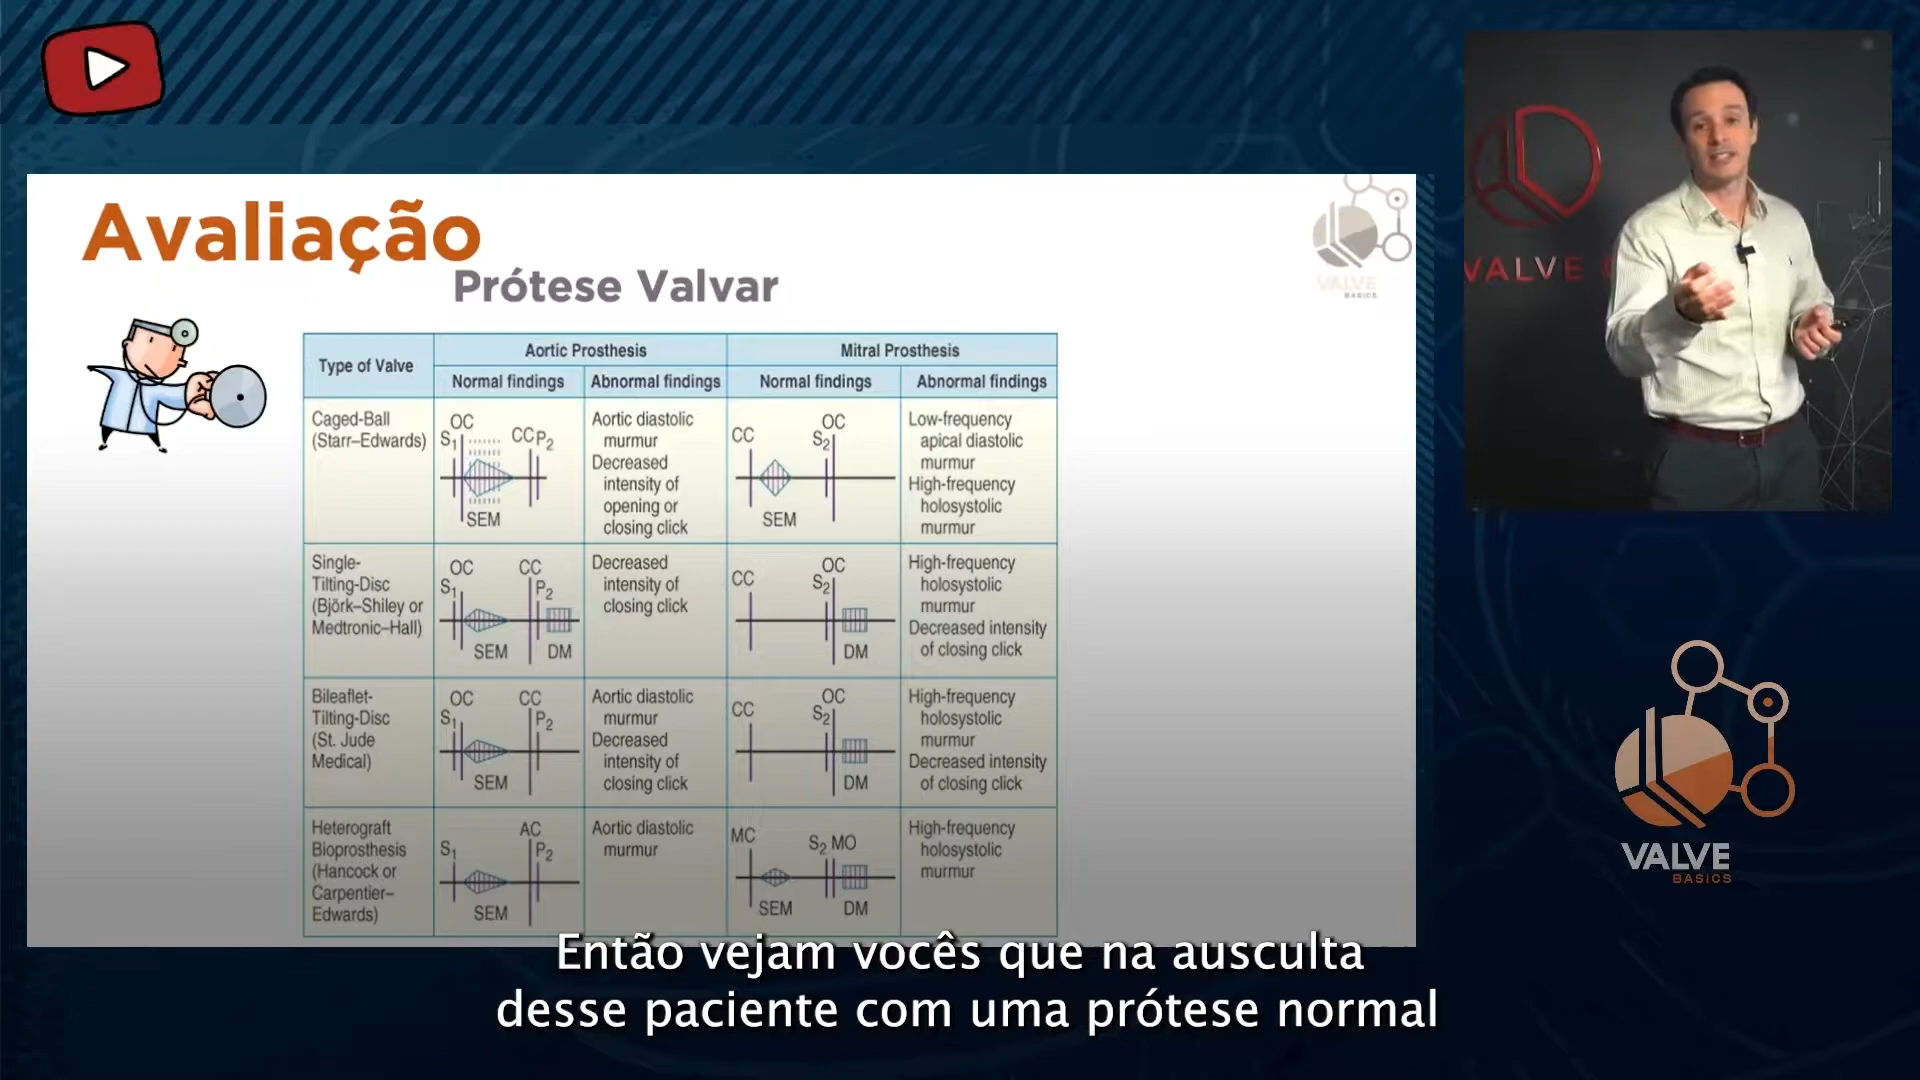 Avaliação
Prótese Valvar
VALVE
BASICS
Type of Valve
Aortic Prosthesis
Mitral Prosthesis
Normal findings
Abnormal findings
Normal findings
Abnormal findings
Caged-Ball
(Starr–Edwards)
OC
S1
CC P2
SEM
Aortic diastolic
murmur
Decreased
intensity of
opening or
closing click
CC
OC
S2
SEM
Low-frequency
apical diastolic
murmur
High-frequency
holosystolic
murmur
Single-
Tilting-Disc
(Björk–Shiley or
Medtronic–Hall)
OC
CC
S1
P2
SEM
DM
Decreased
intensity of
closing click
CC
OC
S2
DM
High-frequency
holosystolic
murmur
Decreased intensity
of closing click
Bileaflet-
Tilting-Disc
(St. Jude
Medical)
OC
CC
S1
P2
SEM
Aortic diastolic
murmur
Decreased
intensity of
closing click
CC
OC
S2
DM
High-frequency
holosystolic
murmur
Decreased intensity
of closing click
Heterograft
Bioprosthesis
(Hancock or
Carpentier–
Edwards)
AC
S1
P2
SEM
Aortic diastolic
murmur
MC
S2 MO
SEM
DM
High-frequency
holosystolic
murmur
VALVE
VALVE
BASICS
Então vejam vocês que na ausculta
desse paciente com uma prótese normal